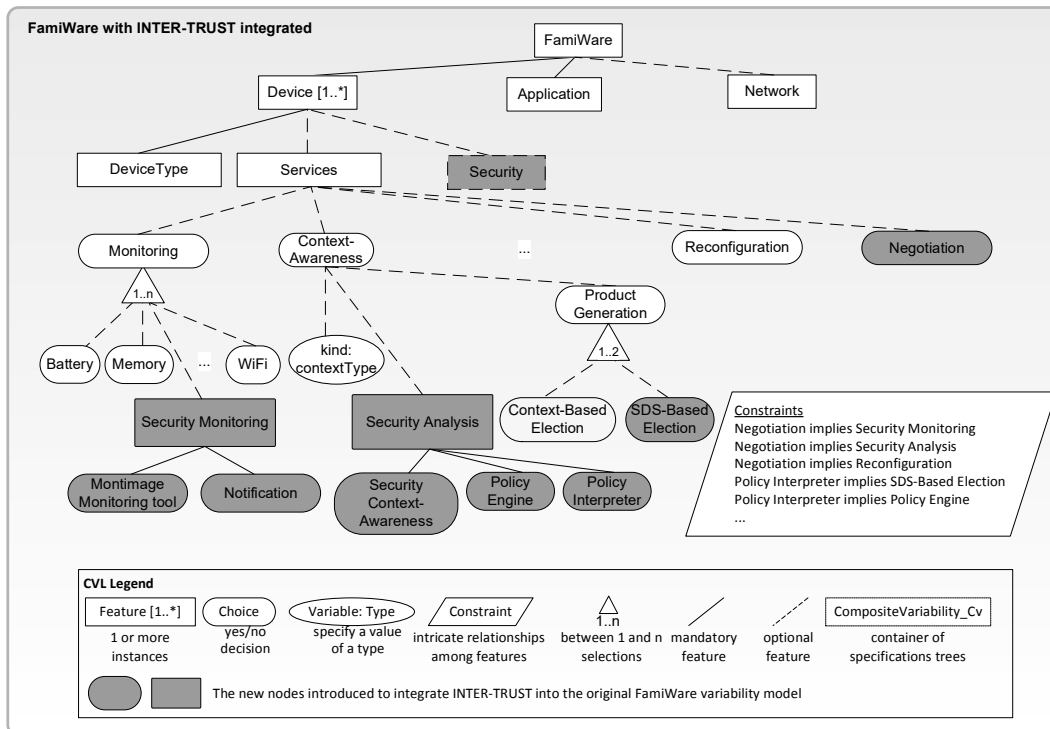 FamiWare with INTER-TRUST integrated
FamiWare
Device [1..*]
Application
Network
DeviceType
Services
Security
Monitoring
Context-
Awareness
...
Reconfiguration
Negotiation
1..n
Product
Generation
Battery
Memory
...
WiFi
kind:
contextType
1..2
Security Monitoring
Security Analysis
Context-Based
Election
SDS-Based
Election
Montimage
Monitoring tool
Notification
Security
Context-
Awareness
Policy
Engine
Policy
Interpreter
Constraints
Negotiation implies Security Monitoring
Negotiation implies Security Analysis
Negotiation implies Reconfiguration
Policy Interpreter implies SDS-Based Election
Policy Interpreter implies Policy Engine
...
CVL Legend
Feature [1..*]
1 or more
instances
Choice
yes/no
decision
Variable: Type
specify a value
of a type
Constraint
intricate relationships
among features
1..n
between 1 and n
selections
mandatory
feature
optional
feature
CompositeVariability_Cv
container of
specifications trees
The new nodes introduced to integrate INTER-TRUST into the original FamiWare variability model